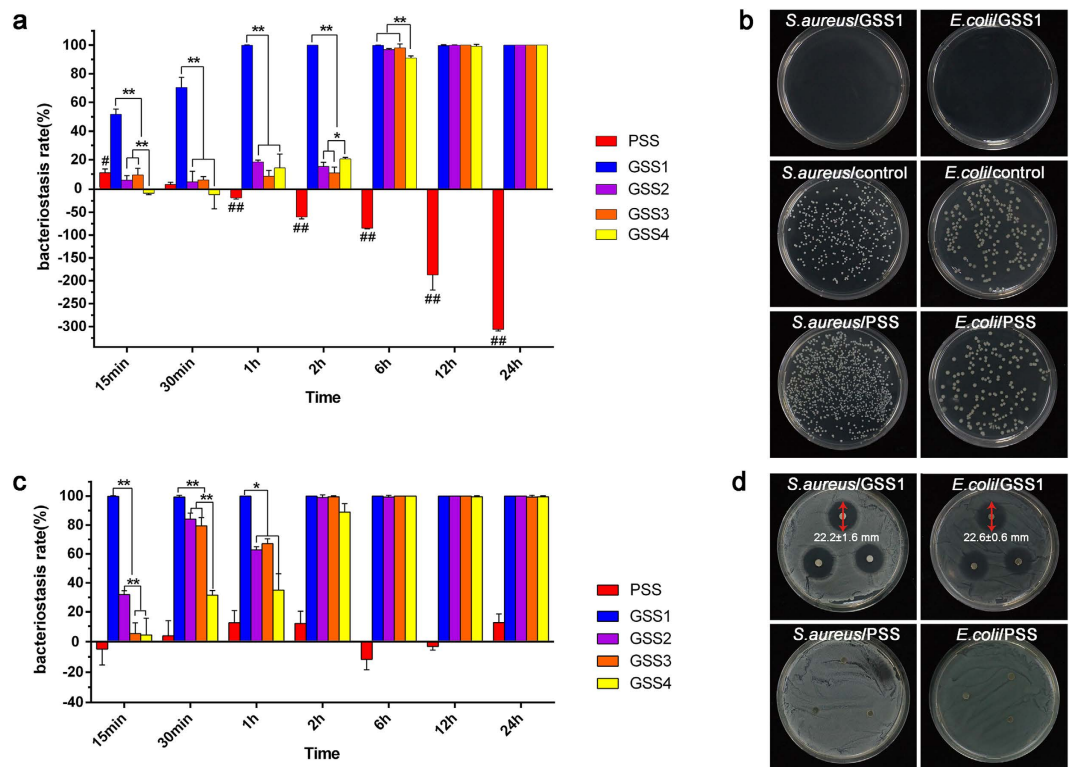 a
bacteriostasis rate(%)
100
80
60
40
20
0
-50
-100
-150
-200
-250
-300
#
**
**
**
**
**
*
**
##
##
##
##
##
15min
30min
1h
2h
6h
12h
24h
Time
PSS
GSS1
GSS2
GSS3
GSS4
b
S.aureus/GSS1
E.coli/GSS1
S.aureus/control
E.coli/control
S.aureus/PSS
E.coli/PSS
c
bacteriostasis rate(%)
100
80
60
40
20
0
-20
-40
**
**
**
**
*
15min
30min
1h
2h
6h
12h
24h
Time
PSS
GSS1
GSS2
GSS3
GSS4
d
S.aureus/GSS1
E.coli/GSS1
22.2±1.6 mm
22.6±0.6 mm
S.aureus/PSS
E.coli/PSS